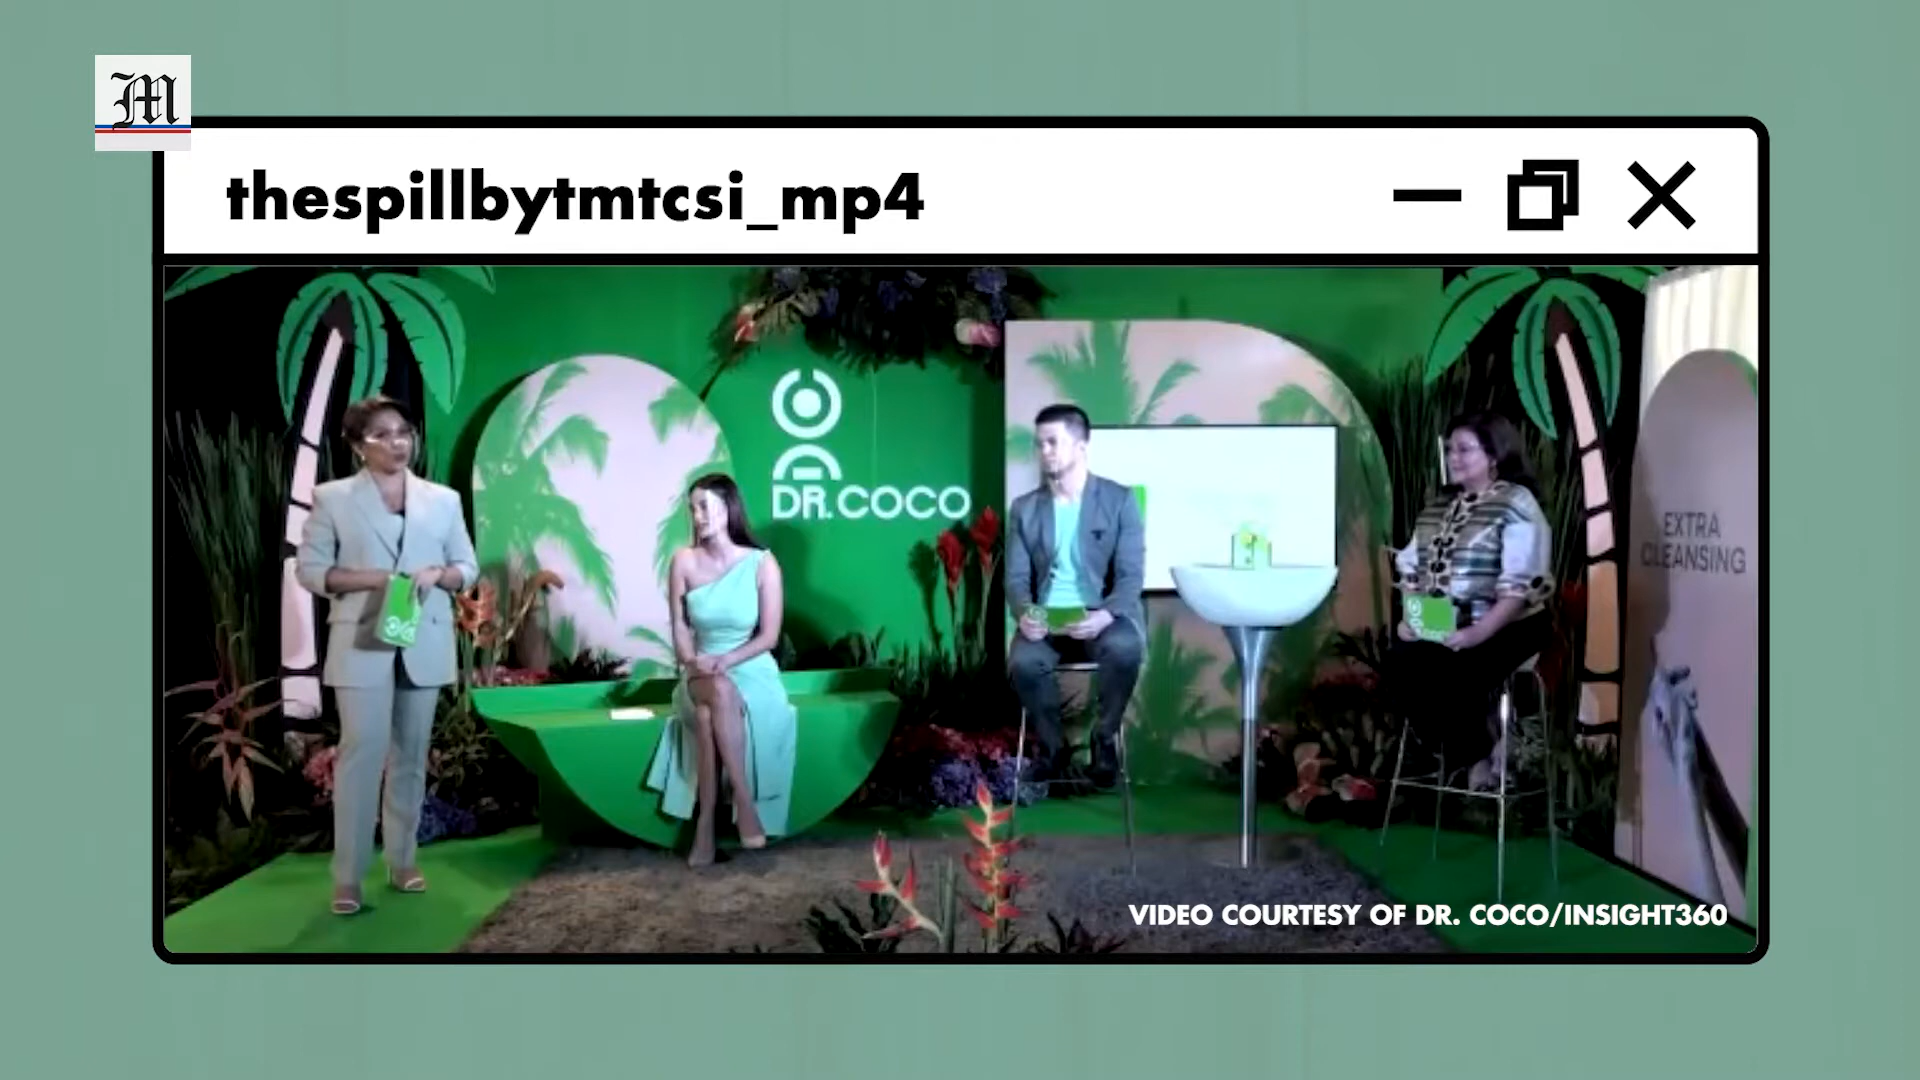 M
thespillbytmtcsi_mp4
DR. COCO
EXTRA
CLEANSING
VIDEO COURTESY OF DR. COCO/INSIGHT360